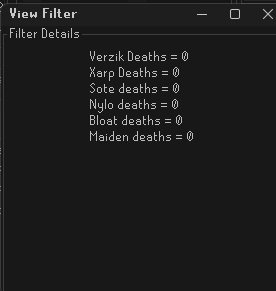 View Filter
Filter Details
Verzik Deaths = 0
Xarp Deaths = 0
Sote deaths = 0
Nylo deaths = 0
Bloat deaths = 0
Maiden deaths = 0